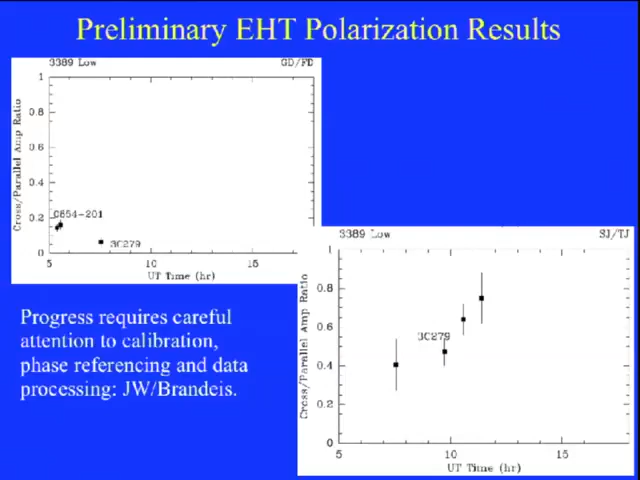 Preliminary EHT Polarization Results
3389 Low GD/FD
Cross/Parallel Amp Ratio
1
0.8
0.6
0.4
0.2
0
0854-201
3C279
5 10 15
UT Time (hr)
3389 Low SJ/TJ
Cross/Parallel Amp Ratio
1
0.8
0.6
0.4
0.2
0
3C279
5 10 15
UT Time (hr)
Progress requires careful
attention to calibration,
phase referencing and data
processing: JW/Brandeis.